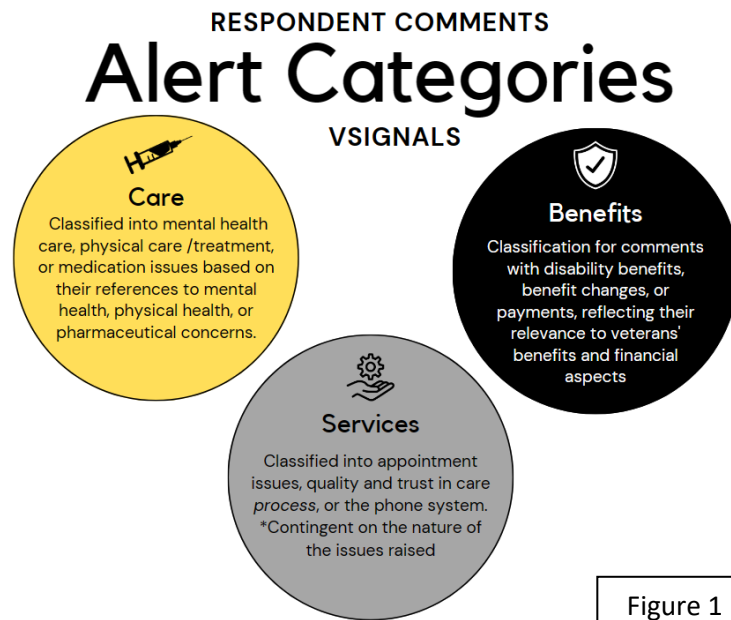 RESPONDENT COMMENTS
Alert Categories
VSIGNALS
Care
Classified into mental health
care, physical care /treatment,
or medication issues based on
their references to mental
health, physical health, or
pharmaceutical concerns.
Benefits
Classification for comments
with disability benefits,
benefit changes, or
payments, reflecting their
relevance to veterans'
benefits and financial
aspects
Services
Classified into appointment
issues, quality and trust in care
process, or the phone system.
*Contingent on the nature of
the issues raised
Figure 1